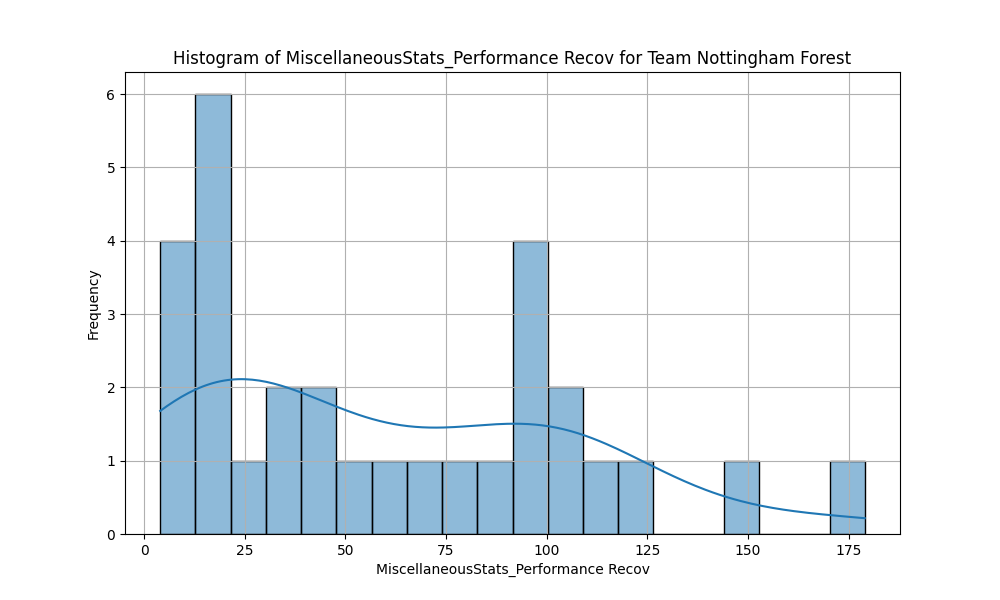 Histogram of MiscellaneousStats_Performance Recov for Team Nottingham Forest
6
5
4
3
2
1
0
Frequency
0 25 50 75 100 125 150 175
MiscellaneousStats_Performance Recov